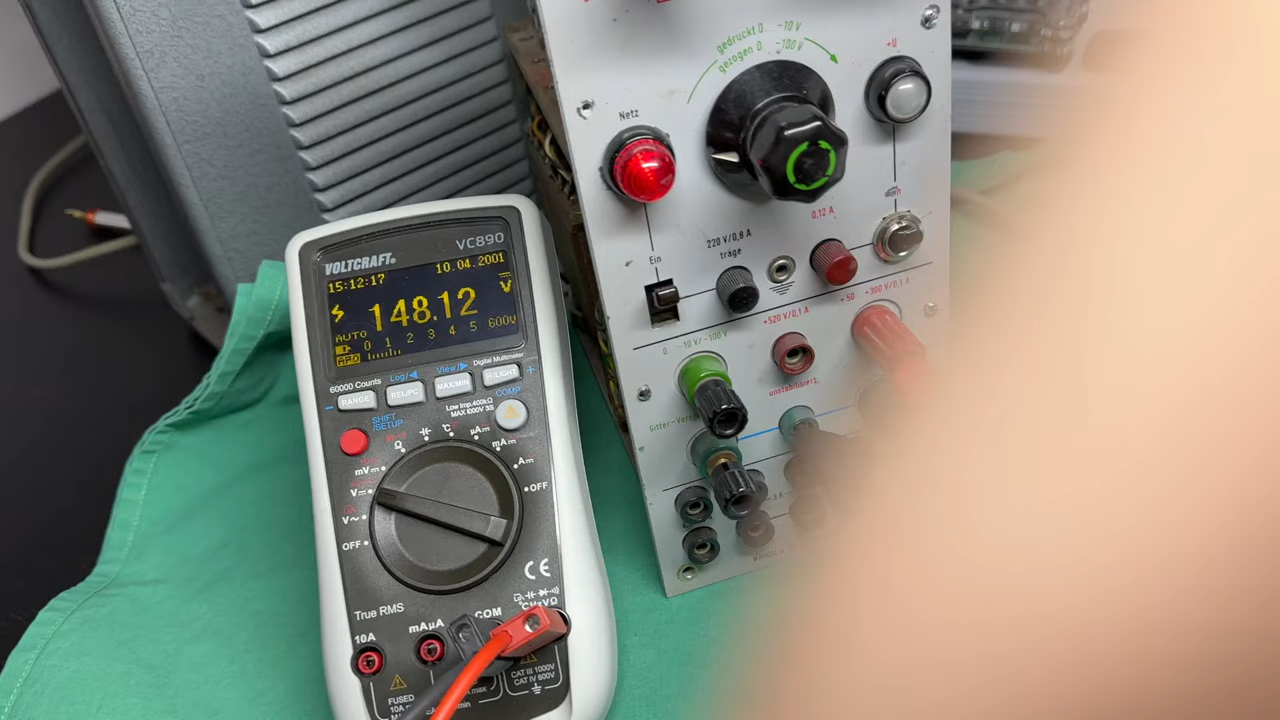 gedruckt 0 ... -10 V
gezogen 0 ... -100 V
+U
Netz
0,12 A
220 V/0,8 A
träge
Ein
+50 ... +300 V/0,1 A
+520 V/0,1 A
0 ... -10 V/-100 V
unstabilisiert
VOLTCRAFT®
VC890
15:12:17
10.04.2001
148.12
V
AUTO
0 1 2 3 4 5 600V
APO
60000 Counts
Log/◀
View/▶
Digital Multimeter
RANGE
REL/PC
MAX/MIN
H/LIGHT
COMP
Low Imp.400kΩ
MAX 1000V 3S
SHIFT
/SETUP
Ω
°C
µA
mA
A
mV
V
V~
OFF
OFF
CE
True RMS
10A
mAµA
COM
CAT III 1000V
CAT IV 600V
FUSED
10A
max